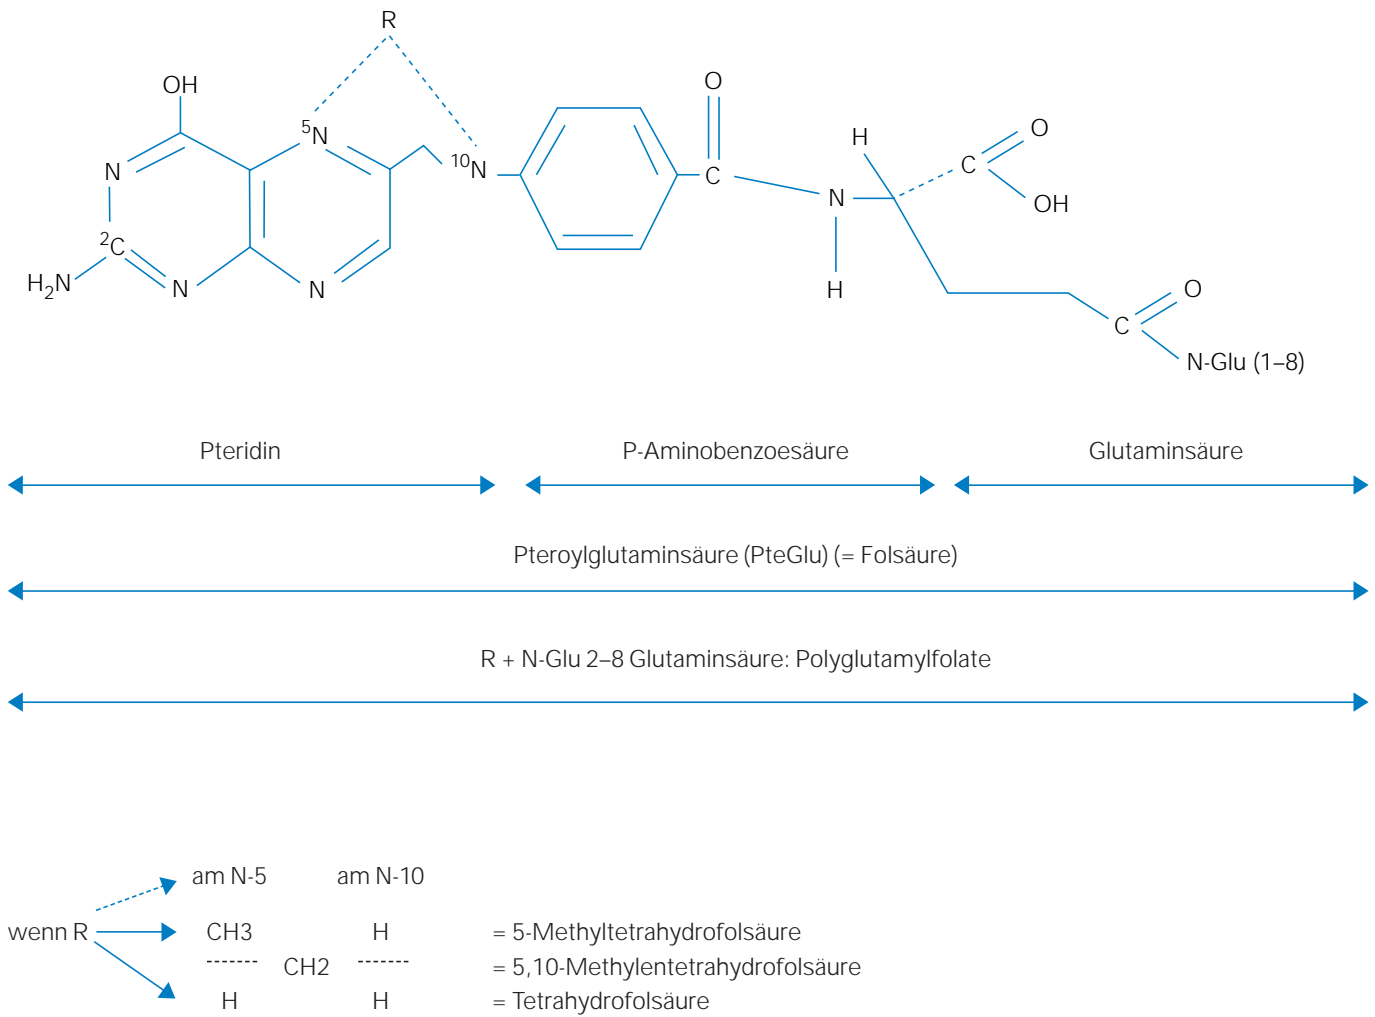 R
OH
O
5N
H
O
N
10N
C
C
N
OH
2C
H2N
N
N
H
O
C
N-Glu (1–8)
Pteridin
P-Aminobenzoesäure
Glutaminsäure
Pteroylglutaminsäure (PteGlu) (= Folsäure)
R + N-Glu 2–8 Glutaminsäure: Polyglutamylfolate
am N-5 am N-10
wenn R CH3 H = 5-Methyltetrahydrofolsäure
CH2 = 5,10-Methylentetrahydrofolsäure
H H = Tetrahydrofolsäure